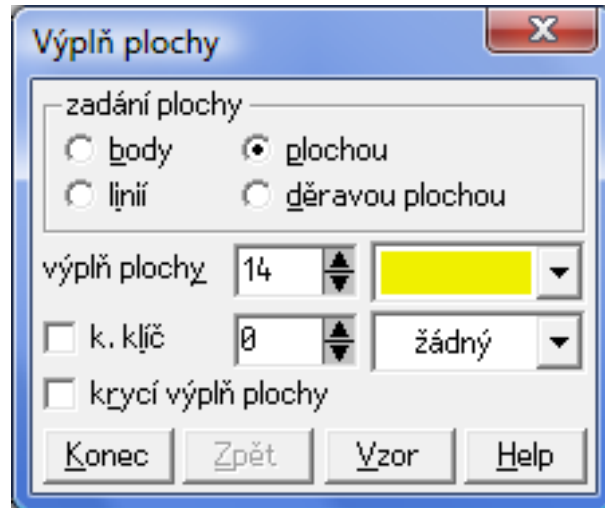 Výplň plochy
zadání plochy
body plochou
linií děravou plochou
výplň plochy 14
k. klíč 0 žádný
krycí výplň plochy
Konec Zpět Vzor Help